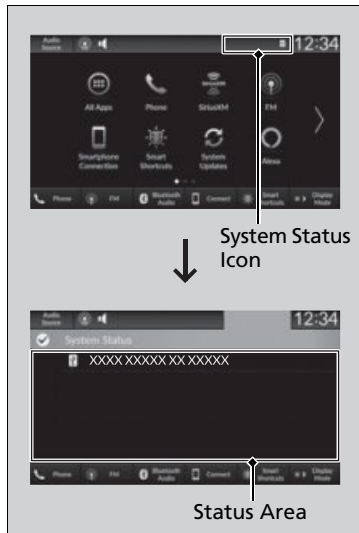 Audio Source
12:34
All Apps
Phone
SiriusXM
FM
Smartphone Connection
Smart Shortcuts
System Updates
Alexa
Phone
FM
Bluetooth Audio
Connect
Smart Shortcuts
Display Mode
System Status Icon
Audio Source
12:34
System Status
XXXX XXXXX XX XXXXX
Phone
FM
Bluetooth Audio
Connect
Smart Shortcuts
Display Mode
Status Area